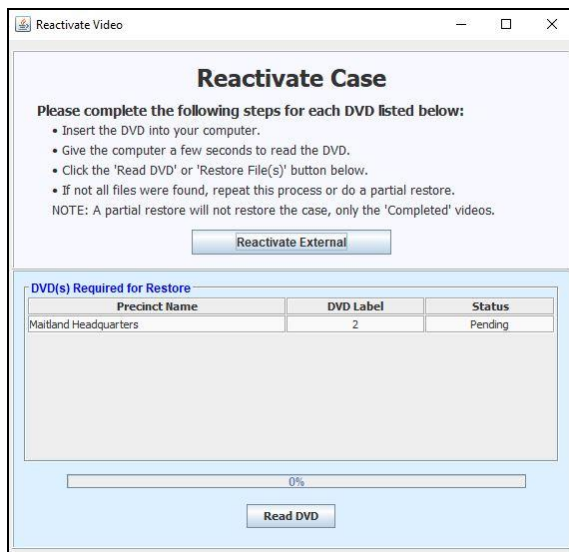 Reactivate Video
Reactivate Case
Please complete the following steps for each DVD listed below:
• Insert the DVD into your computer.
• Give the computer a few seconds to read the DVD.
• Click the 'Read DVD' or 'Restore File(s)' button below.
• If not all files were found, repeat this process or do a partial restore.
NOTE: A partial restore will not restore the case, only the 'Completed' videos.
Reactivate External
DVD(s) Required for Restore
Precinct Name DVD Label Status
Maitland Headquarters 2 Pending
0%
Read DVD